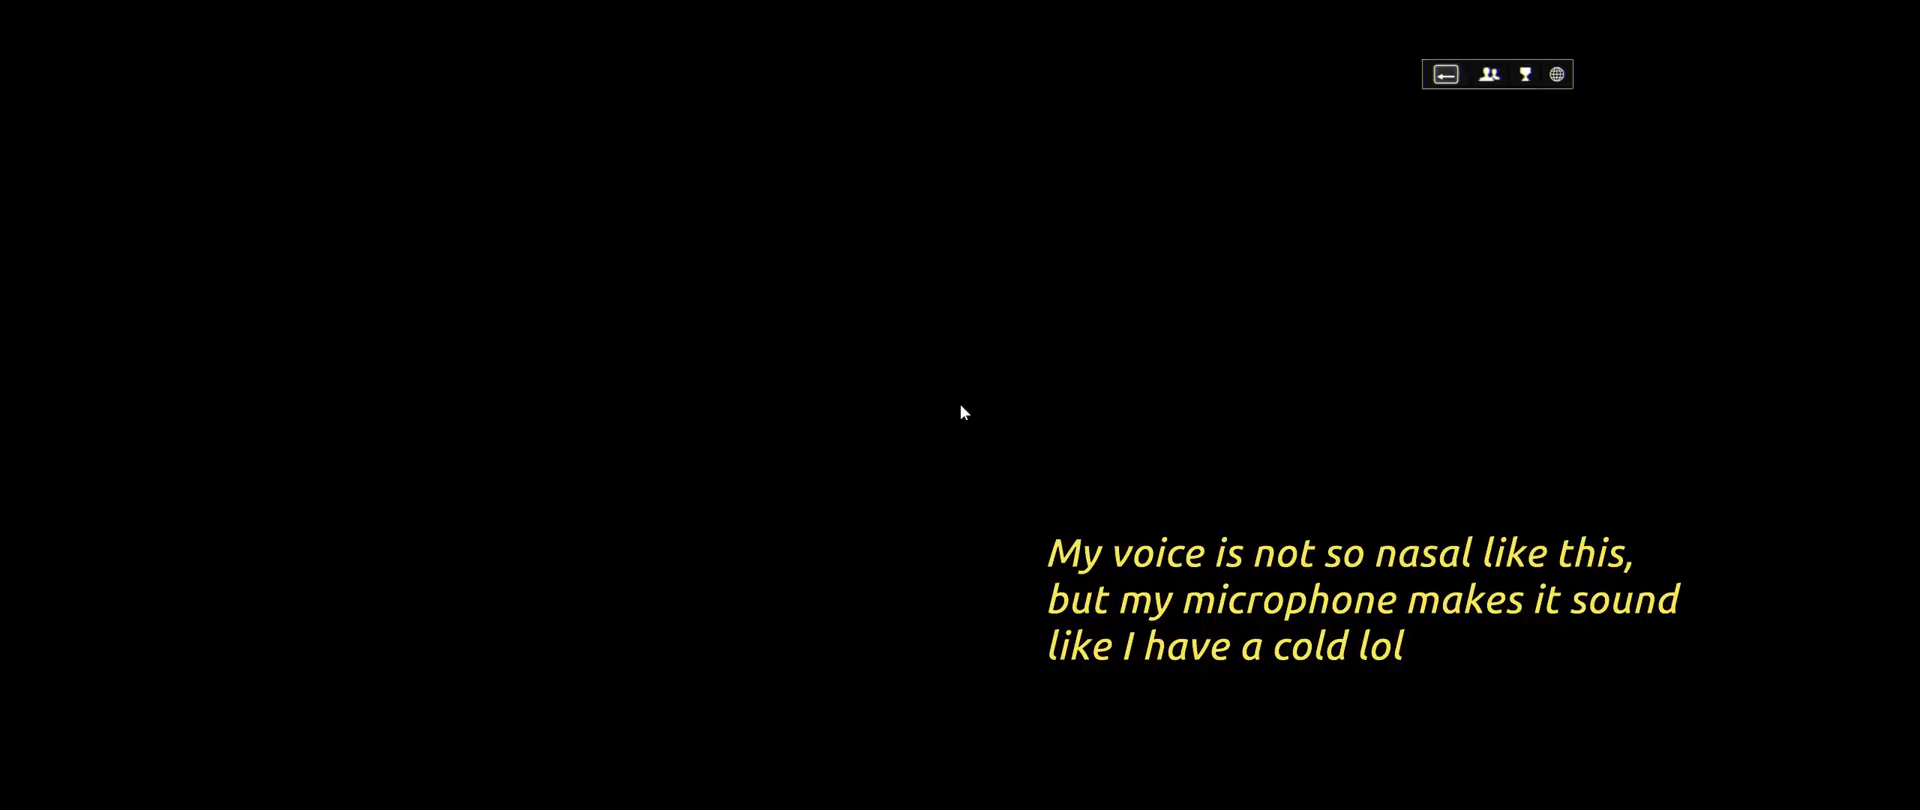 My voice is not so nasal like this,
but my microphone makes it sound
like I have a cold lol